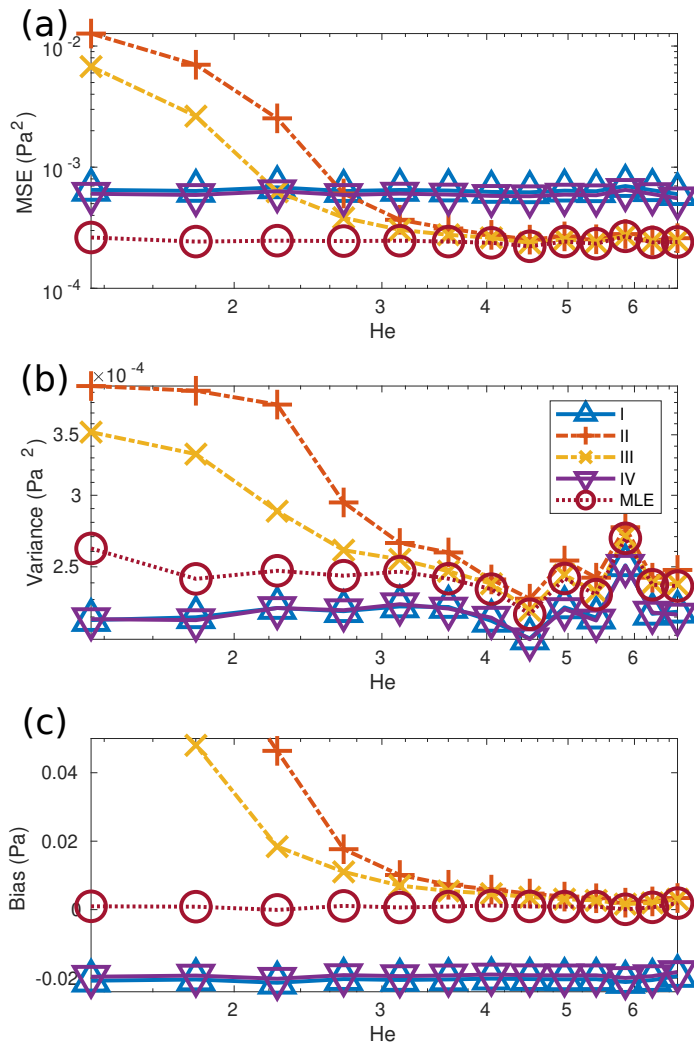 (a)
10^-2
10^-3
10^-4
MSE (Pa^2)
2
3
4
5
6
He
(b)
×10^-4
3.5
3
2.5
Variance (Pa^2)
I
II
III
IV
MLE
2
3
4
5
6
He
(c)
0.04
0.02
0
-0.02
Bias (Pa)
2
3
4
5
6
He